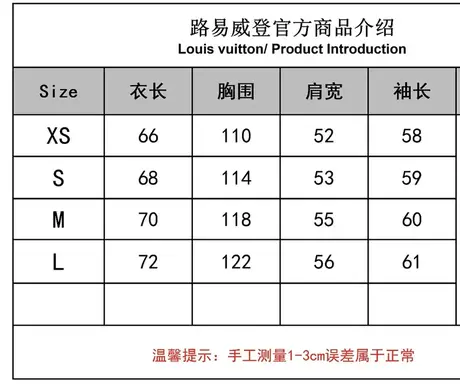 路易威登官方商品介绍
Louis vuitton/ Product Introduction
Size 衣长 胸围 肩宽 袖长
XS 66 110 52 58
S 68 114 53 59
M 70 118 55 60
L 72 122 56 61
温馨提示：手工测量1-3cm误差属于正常